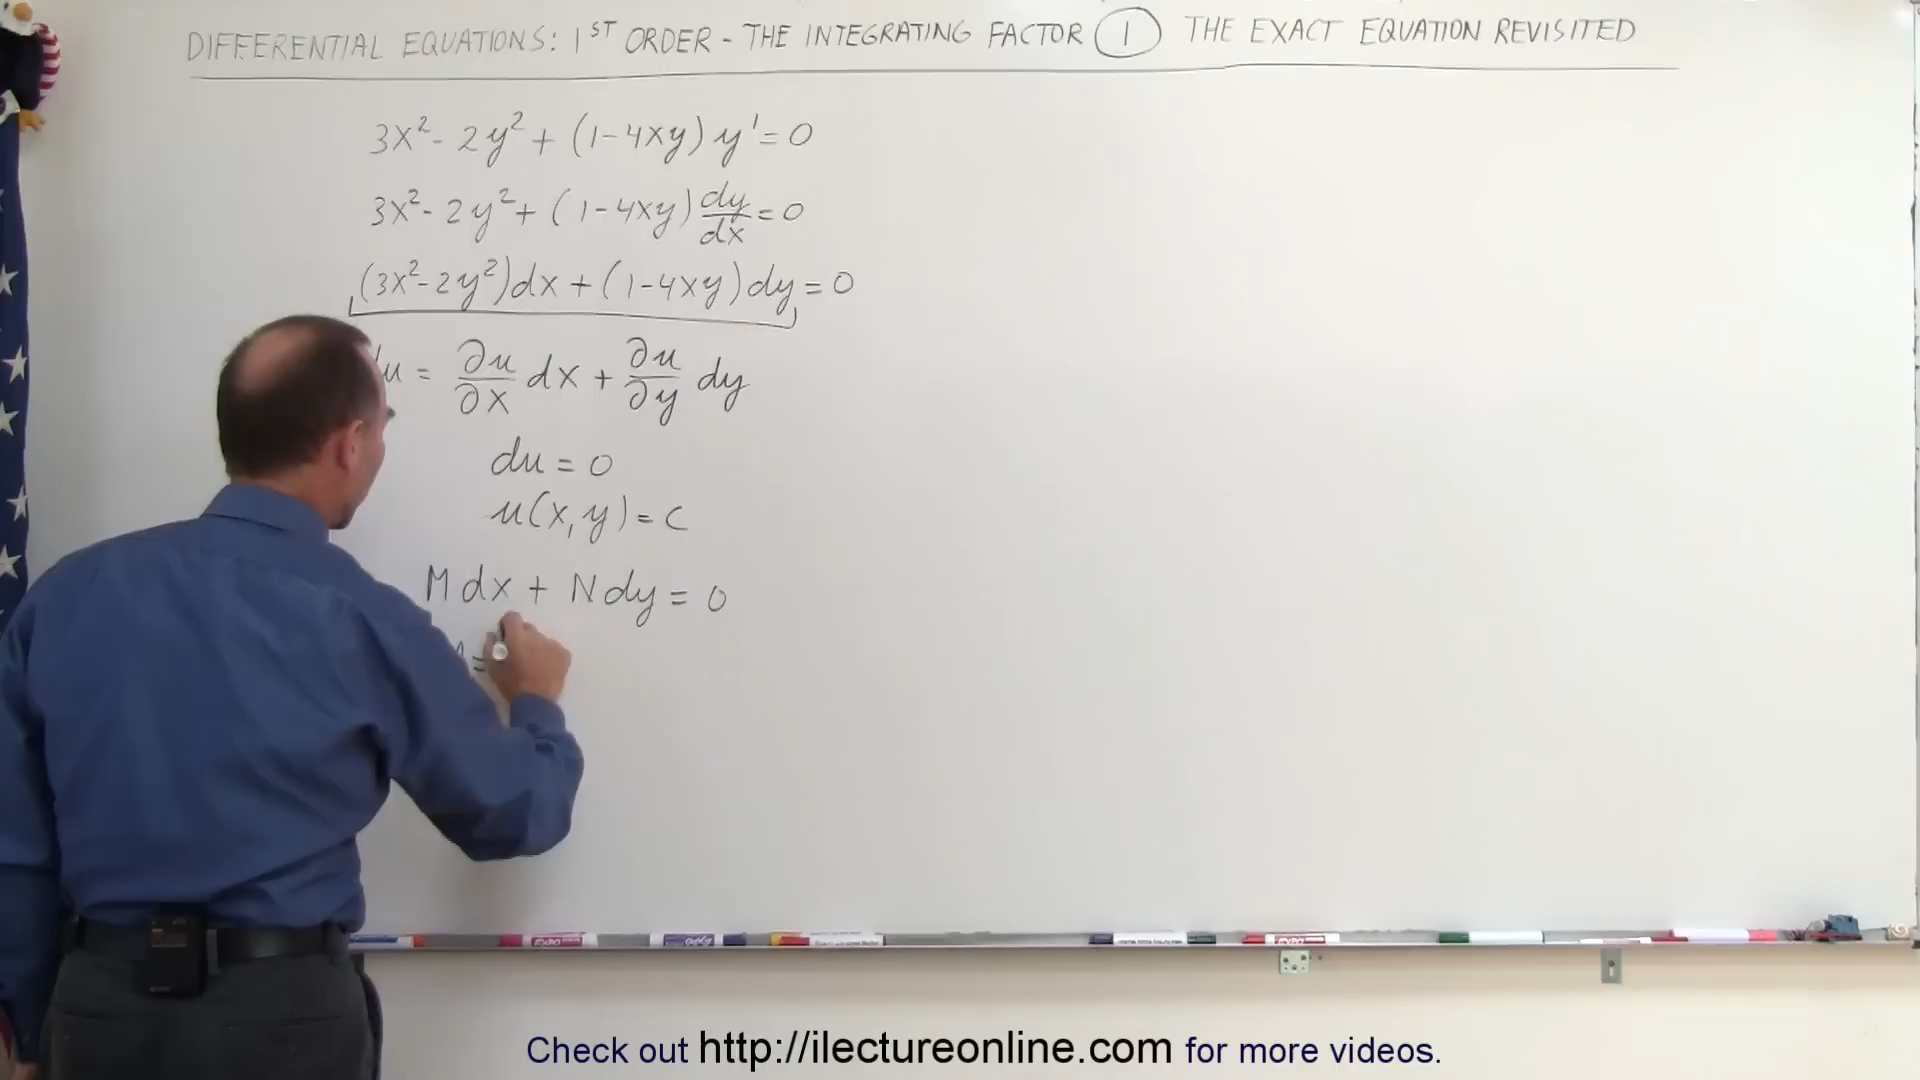 DIFFERENTIAL EQUATIONS: 1ST ORDER - THE INTEGRATING FACTOR 1 THE EXACT EQUATION REVISITED
3x² - 2y² + (1-4xy) y' = 0
3x² - 2y² + (1-4xy) dy/dx = 0
(3x² - 2y²)dx + (1-4xy)dy = 0
du = ∂u/∂x dx + ∂u/∂y dy
du = 0
u(x,y) = c
M dx + N dy = 0
=
Check out http://ilectureonline.com for more videos.